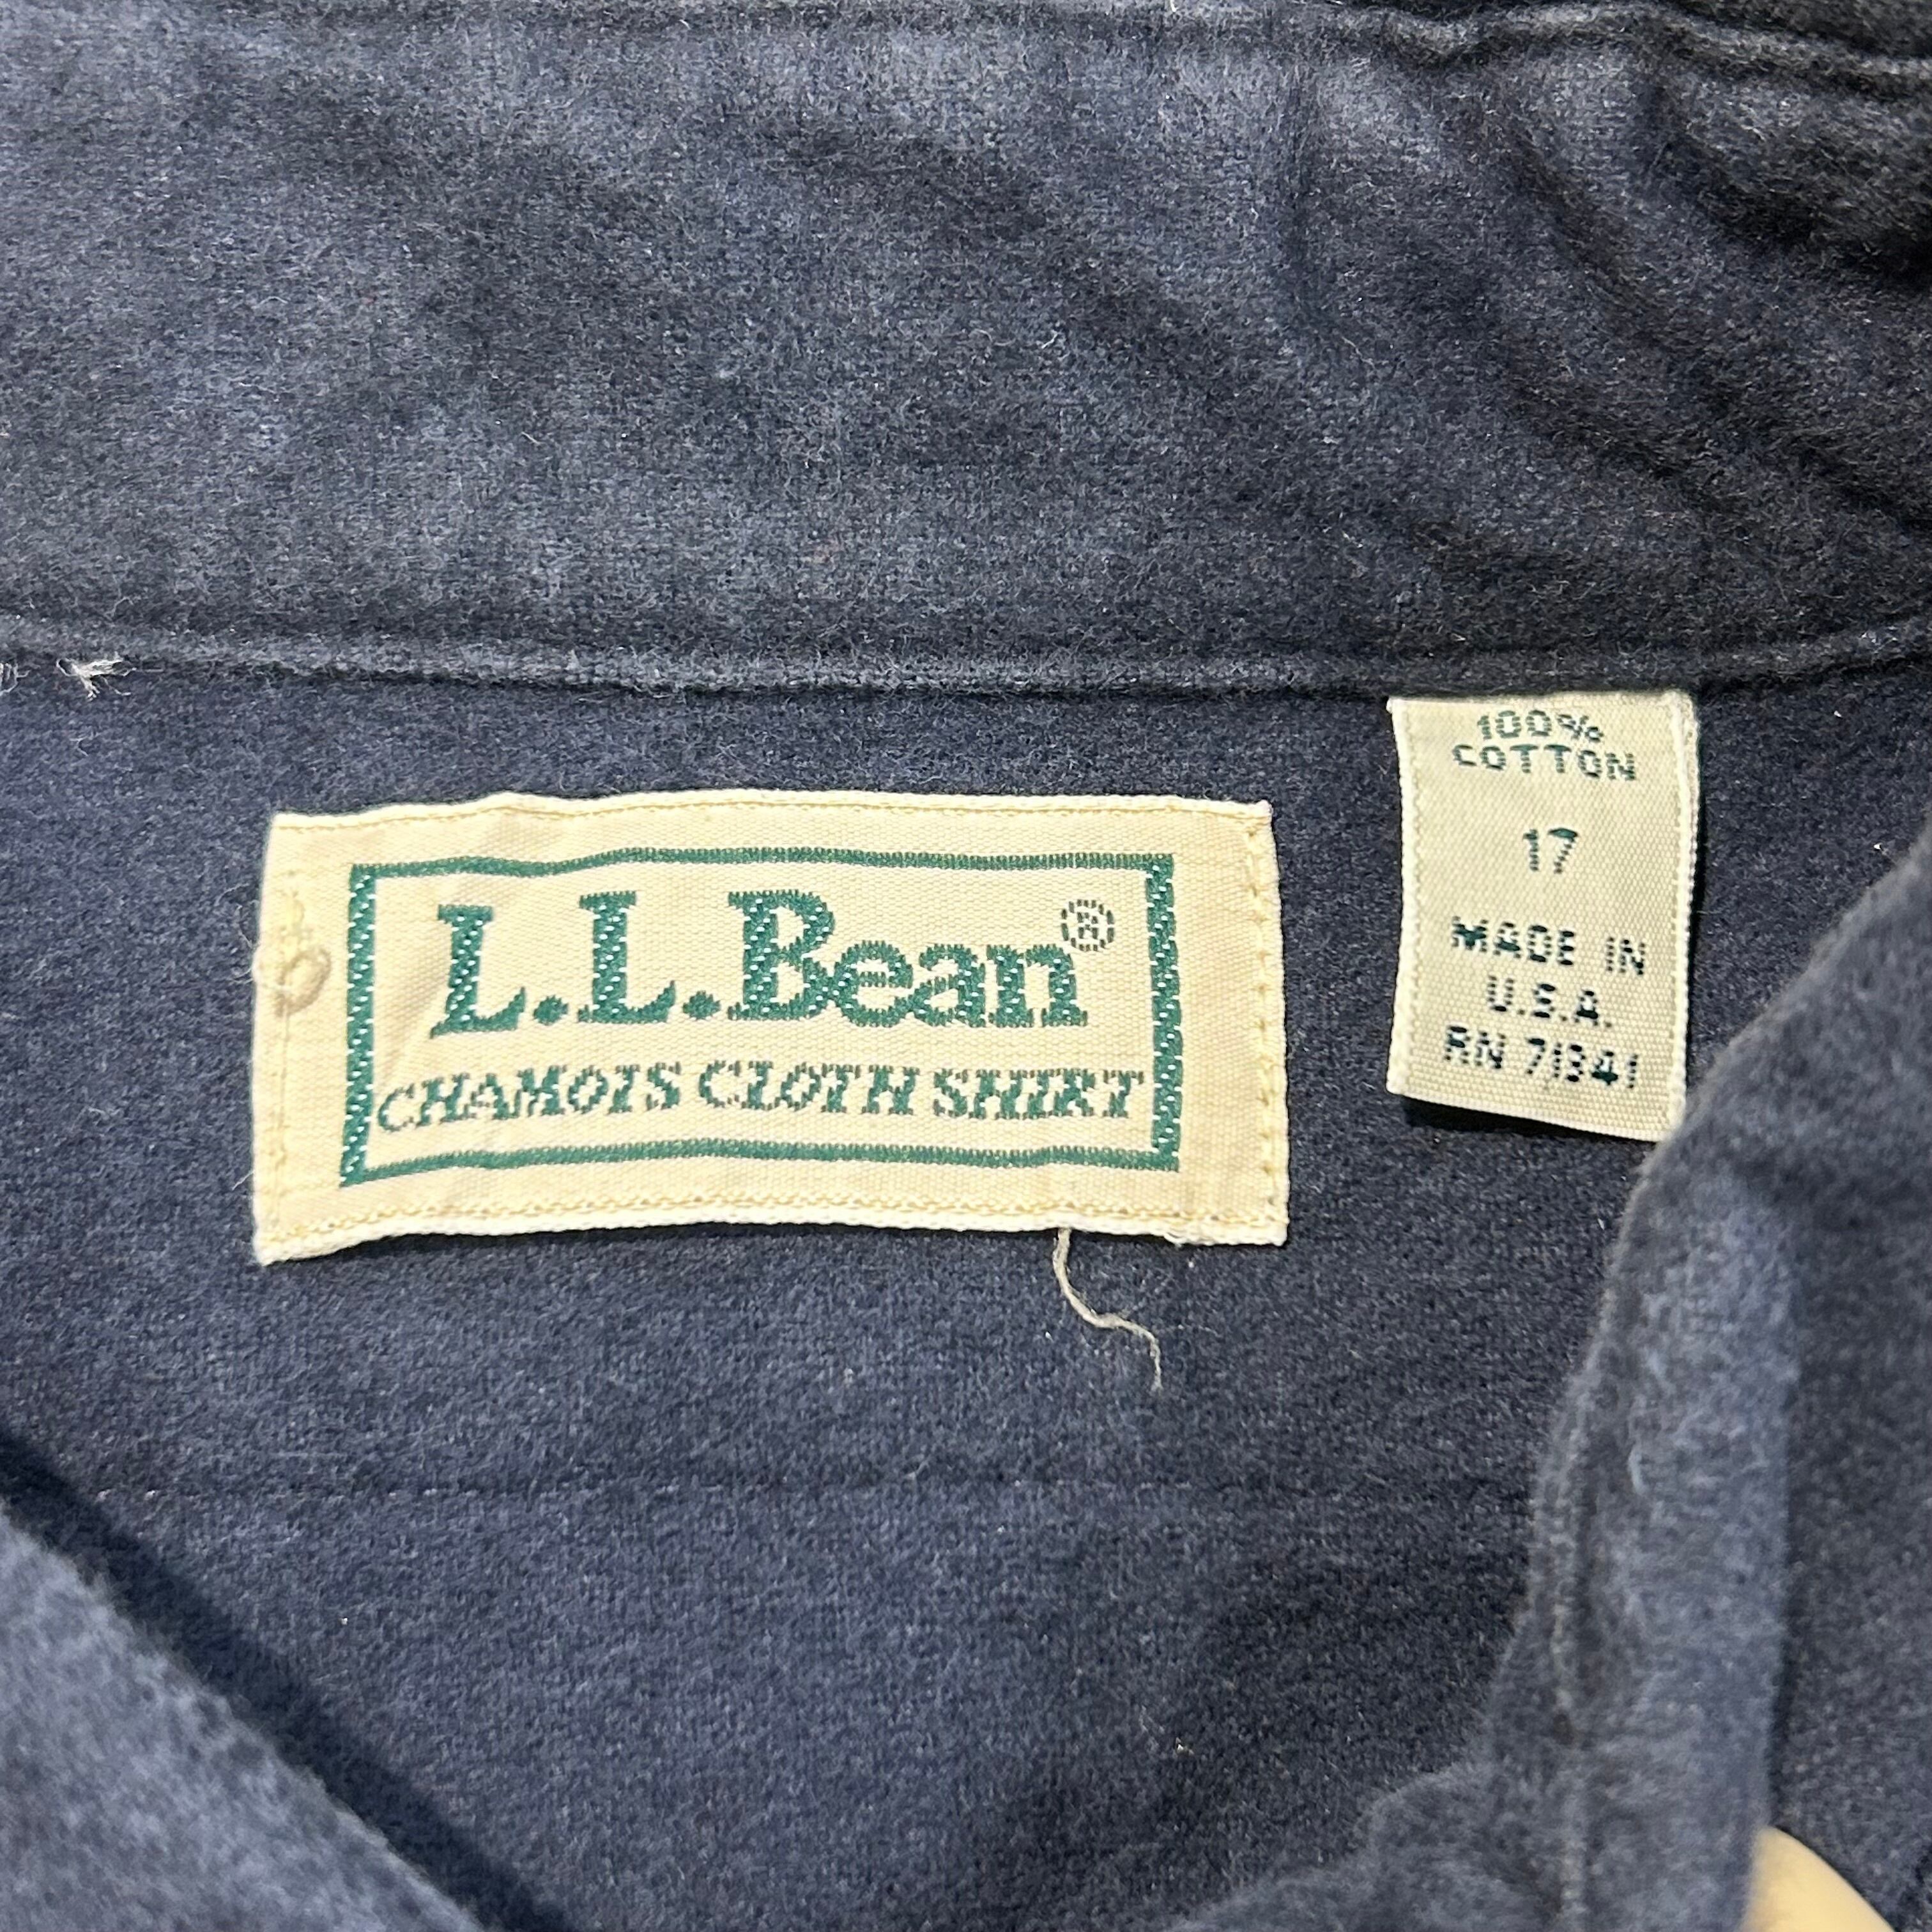 L.L.Bean®
CHAMOIS CLOTH SHIRT
100%
COTTON
17
MADE IN
U.S.A.
RN 71341